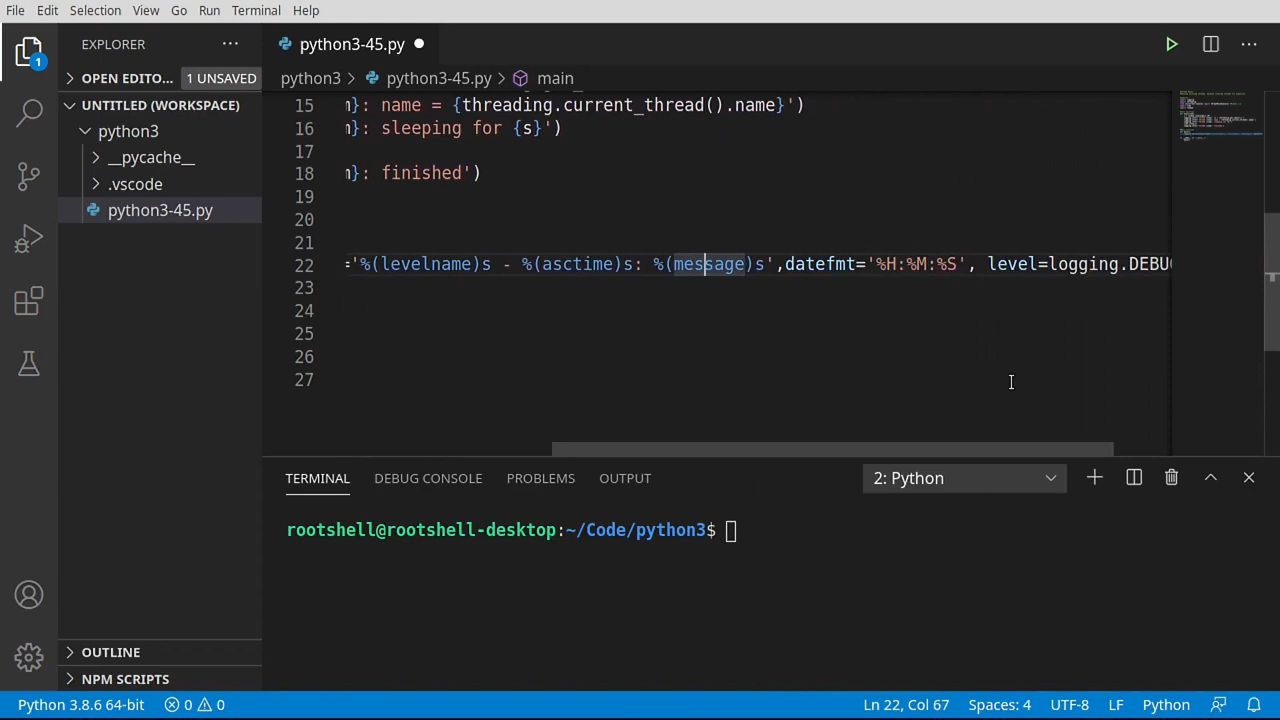 File Edit Selection View Go Run Terminal Help
EXPLORER
python3-45.py
1
OPEN EDITO... 1 UNSAVED
python3 > python3-45.py > main
UNTITLED (WORKSPACE)
python3
__pycache__
.vscode
python3-45.py
15 n}: name = {threading.current_thread().name}')
16 n}: sleeping for {s}')
17
18 n}: finished')
19
20
21
22 ='%(levelname)s - %(asctime)s: %(message)s',datefmt='%H:%M:%S', level=logging.DEBUG
23
24
25
26
27
TERMINAL DEBUG CONSOLE PROBLEMS OUTPUT 2: Python
rootshell@rootshell-desktop:~/Code/python3$
OUTLINE
NPM SCRIPTS
Python 3.8.6 64-bit 0 0 Ln 22, Col 67 Spaces: 4 UTF-8 LF Python